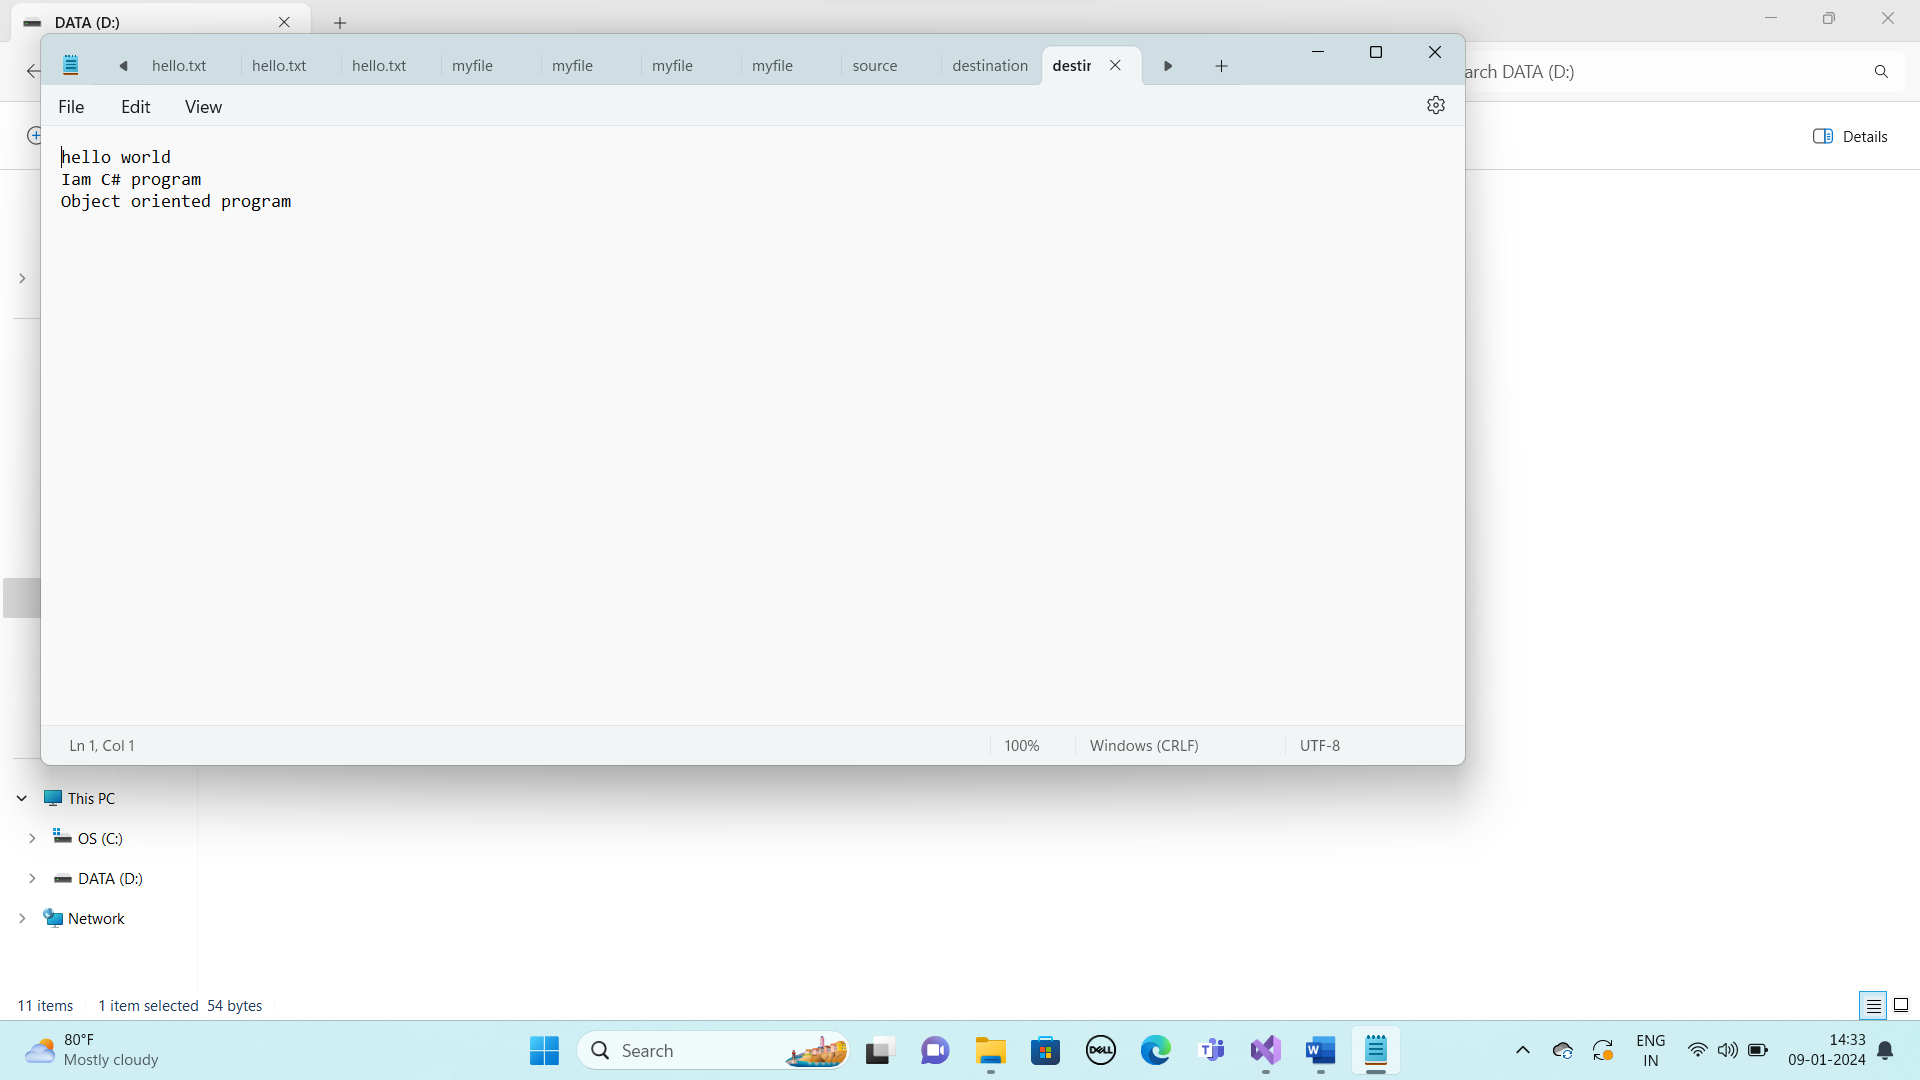 DATA (D:)
hello.txt
hello.txt
hello.txt
myfile
myfile
myfile
myfile
source
destination
destir
arch DATA (D:)
File
Edit
View
Details
hello world
Iam C# program
Object oriented program
Ln 1, Col 1
100%
Windows (CRLF)
UTF-8
This PC
OS (C:)
DATA (D:)
Network
11 items
1 item selected 54 bytes
80°F
Mostly cloudy
Search
DELL
ENG
IN
14:33
09-01-2024